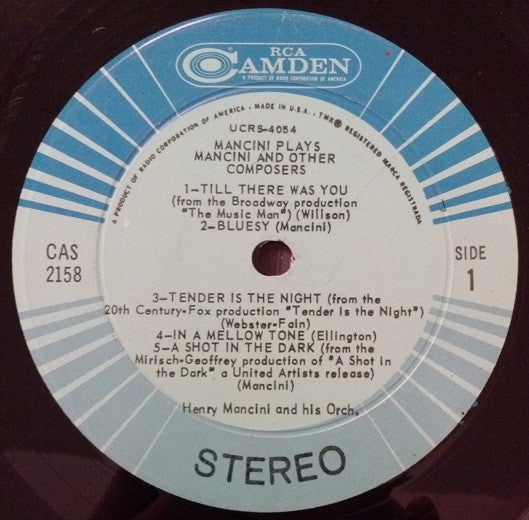 RCA
CAMDEN
A PRODUCT OF RADIO CORPORATION OF AMERICA
A PRODUCT OF RADIO CORPORATION OF AMERICA - MADE IN U.S.A. - TMK ® REGISTERED MARCA REGISTRADA
UCRS-4054
MANCINI PLAYS
MANCINI AND OTHER
COMPOSERS
1—TILL THERE WAS YOU
(from the Broadway production
"The Music Man") (Willson)
2—BLUESY (Mancini)
CAS
2158
SIDE
1
3—TENDER IS THE NIGHT (from the
20th Century-Fox production "Tender is the Night")
(Webster-Fain)
4—IN A MELLOW TONE (Ellington)
5—A SHOT IN THE DARK (from the
Mirisch-Geoffrey production of "A Shot in
the Dark" a United Artists release)
(Mancini)
Henry Mancini and his Orch.
STEREO